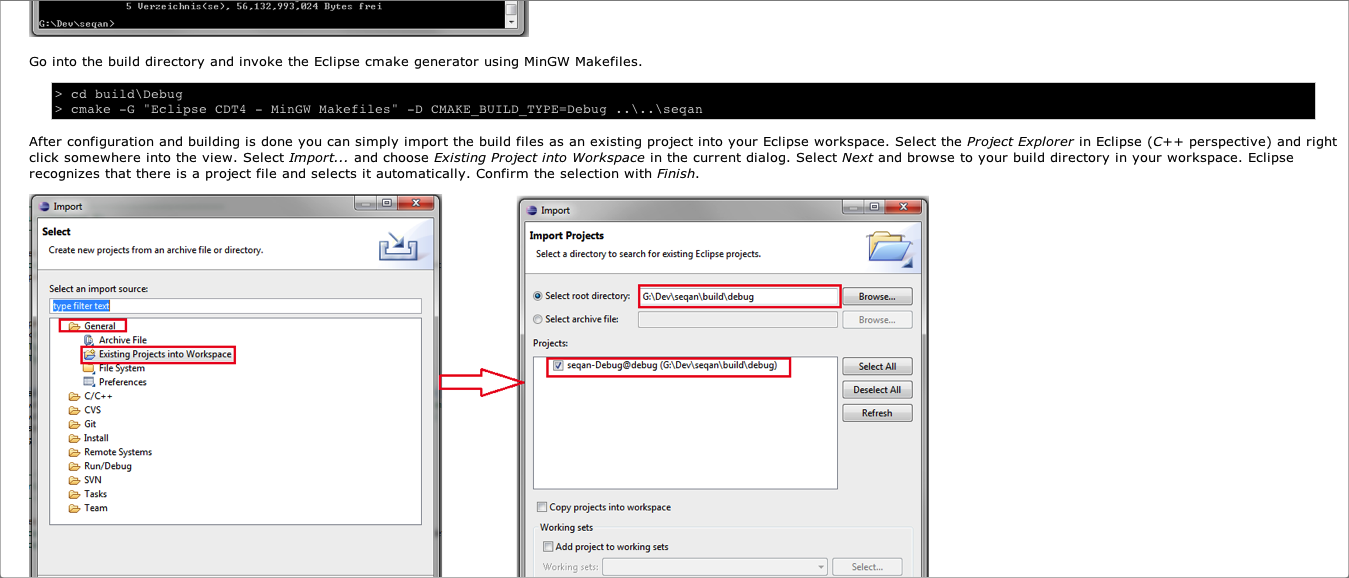 5 Verzeichnis(se), 56,132,993,024 Bytes frei
G:\Dev\seqan>
Go into the build directory and invoke the Eclipse cmake generator using MinGW Makefiles.
> cd build\Debug
> cmake -G "Eclipse CDT4 - MinGW Makefiles" -D CMAKE_BUILD_TYPE=Debug ..\..\seqan
After configuration and building is done you can simply import the build files as an existing project into your Eclipse workspace. Select the Project Explorer in Eclipse (C++ perspective) and right
click somewhere into the view. Select Import... and choose Existing Project into Workspace in the current dialog. Select Next and browse to your build directory in your workspace. Eclipse
recognizes that there is a project file and selects it automatically. Confirm the selection with Finish.
Import
Select
Create new projects from an archive file or directory.
Select an import source:
type filter text
General
Archive File
Existing Projects into Workspace
File System
Preferences
C/C++
CVS
Git
Install
Remote Systems
Run/Debug
SVN
Tasks
Team
Import
Import Projects
Select a directory to search for existing Eclipse projects.
Select root directory: G:\Dev\seqan\build\debug Browse...
Select archive file: Browse...
Projects:
seqan-Debug@debug (G:\Dev\seqan\build\debug)
Select All
Deselect All
Refresh
Copy projects into workspace
Working sets
Add project to working sets
Working sets: Select...